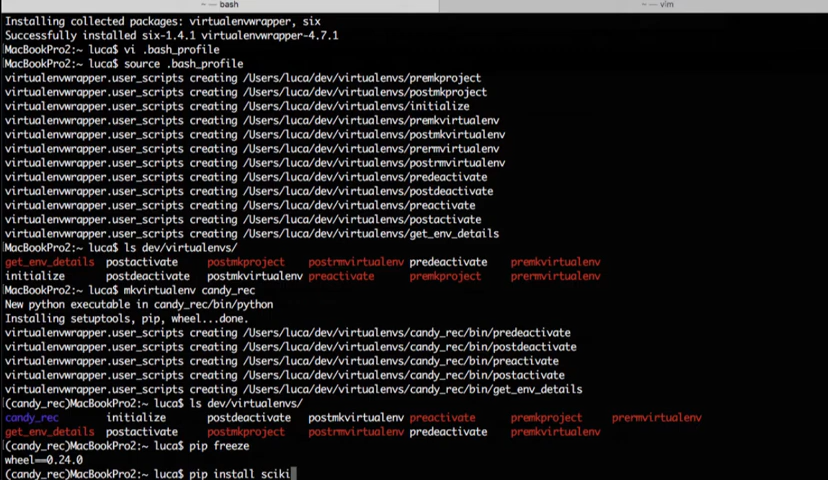 ~ — bash
~ — vim
Installing collected packages: virtualenvwrapper, six
Successfully installed six-1.4.1 virtualenvwrapper-4.7.1
MacBookPro2:~ luca$ vi .bash_profile
MacBookPro2:~ luca$ source .bash_profile
virtualenvwrapper.user_scripts creating /Users/luca/dev/virtualenvs/premkproject
virtualenvwrapper.user_scripts creating /Users/luca/dev/virtualenvs/postmkproject
virtualenvwrapper.user_scripts creating /Users/luca/dev/virtualenvs/initialize
virtualenvwrapper.user_scripts creating /Users/luca/dev/virtualenvs/premkvirtualenv
virtualenvwrapper.user_scripts creating /Users/luca/dev/virtualenvs/postmkvirtualenv
virtualenvwrapper.user_scripts creating /Users/luca/dev/virtualenvs/prermvirtualenv
virtualenvwrapper.user_scripts creating /Users/luca/dev/virtualenvs/postrmvirtualenv
virtualenvwrapper.user_scripts creating /Users/luca/dev/virtualenvs/predeactivate
virtualenvwrapper.user_scripts creating /Users/luca/dev/virtualenvs/postdeactivate
virtualenvwrapper.user_scripts creating /Users/luca/dev/virtualenvs/preactivate
virtualenvwrapper.user_scripts creating /Users/luca/dev/virtualenvs/postactivate
virtualenvwrapper.user_scripts creating /Users/luca/dev/virtualenvs/get_env_details
MacBookPro2:~ luca$ ls dev/virtualenvs/
get_env_details postactivate postmkproject postrmvirtualenv predeactivate premkvirtualenv
initialize postdeactivate postmkvirtualenv preactivate premkproject prermvirtualenv
MacBookPro2:~ luca$ mkvirtualenv candy_rec
New python executable in candy_rec/bin/python
Installing setuptools, pip, wheel...done.
virtualenvwrapper.user_scripts creating /Users/luca/dev/virtualenvs/candy_rec/bin/predeactivate
virtualenvwrapper.user_scripts creating /Users/luca/dev/virtualenvs/candy_rec/bin/postdeactivate
virtualenvwrapper.user_scripts creating /Users/luca/dev/virtualenvs/candy_rec/bin/preactivate
virtualenvwrapper.user_scripts creating /Users/luca/dev/virtualenvs/candy_rec/bin/postactivate
virtualenvwrapper.user_scripts creating /Users/luca/dev/virtualenvs/candy_rec/bin/get_env_details
(candy_rec)MacBookPro2:~ luca$ ls dev/virtualenvs/
candy_rec initialize postdeactivate postmkvirtualenv preactivate premkproject prermvirtualenv
get_env_details postactivate postmkproject postrmvirtualenv predeactivate premkvirtualenv
(candy_rec)MacBookPro2:~ luca$ pip freeze
wheel==0.24.0
(candy_rec)MacBookPro2:~ luca$ pip install sciki